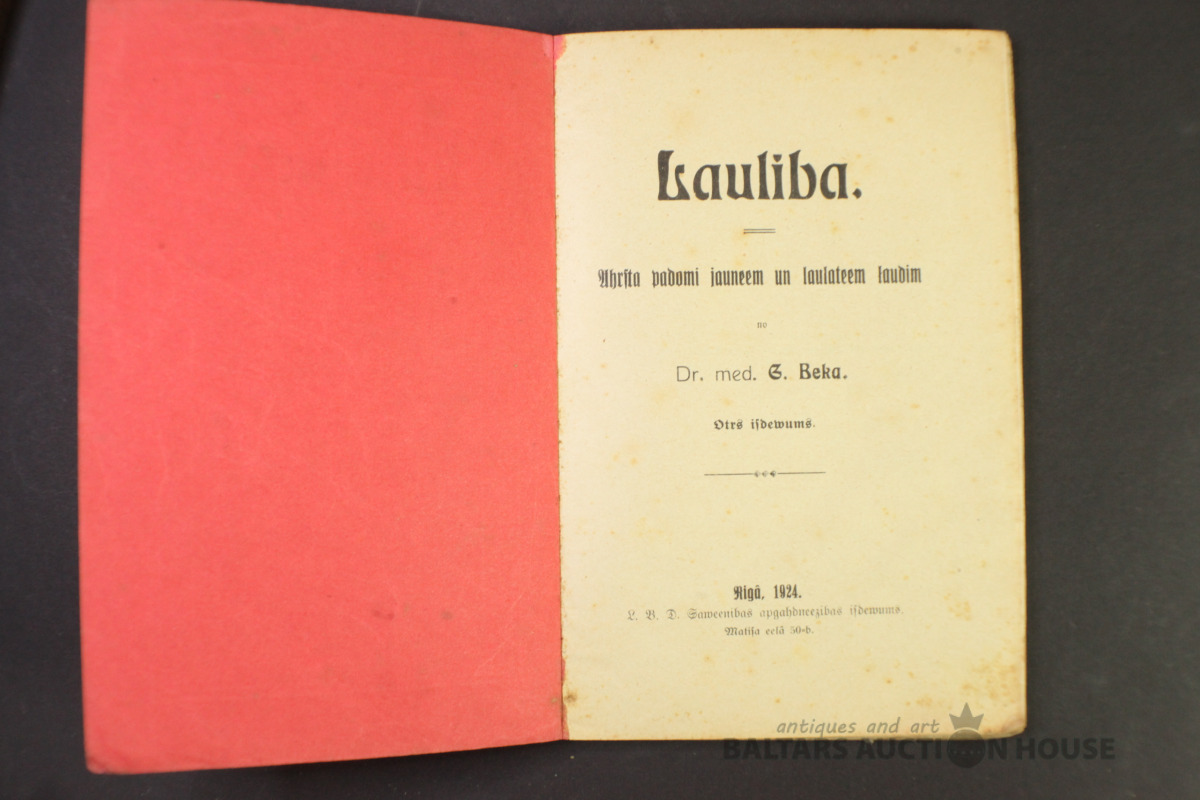 Lauliba.
Ahrſta padomi jauneem un laulateem ļaudim
no
Dr. med. G. Beka.
Otrs iſdewums.
Rigâ, 1924.
L. B. D. Saweenibas apgahdneezibas iſdewums.
Matiſa eelâ 50-b.
antiques and art
BALTARS AUCTION HOUSE